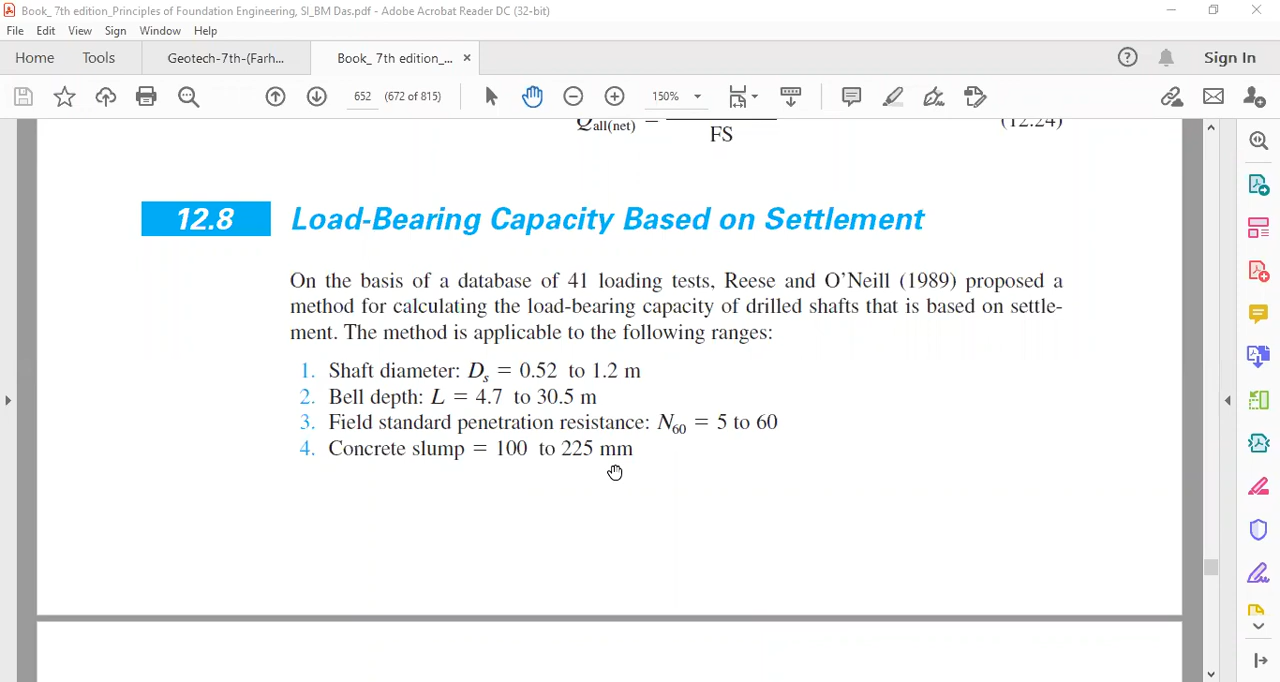 Book_ 7th edition_Principles of Foundation Engineering, SI_BM Das.pdf - Adobe Acrobat Reader DC (32-bit)
File Edit View Sign Window Help
Home Tools Geotech-7th-(Farh... Book_ 7th edition_... × Sign In
652 (672 of 815) 150%
Q_all(net) = FS (12.24)
12.8 Load-Bearing Capacity Based on Settlement
On the basis of a database of 41 loading tests, Reese and O’Neill (1989) proposed a
method for calculating the load-bearing capacity of drilled shafts that is based on settle-
ment. The method is applicable to the following ranges:
1. Shaft diameter: D_s = 0.52 to 1.2 m
2. Bell depth: L = 4.7 to 30.5 m
3. Field standard penetration resistance: N_60 = 5 to 60
4. Concrete slump = 100 to 225 mm